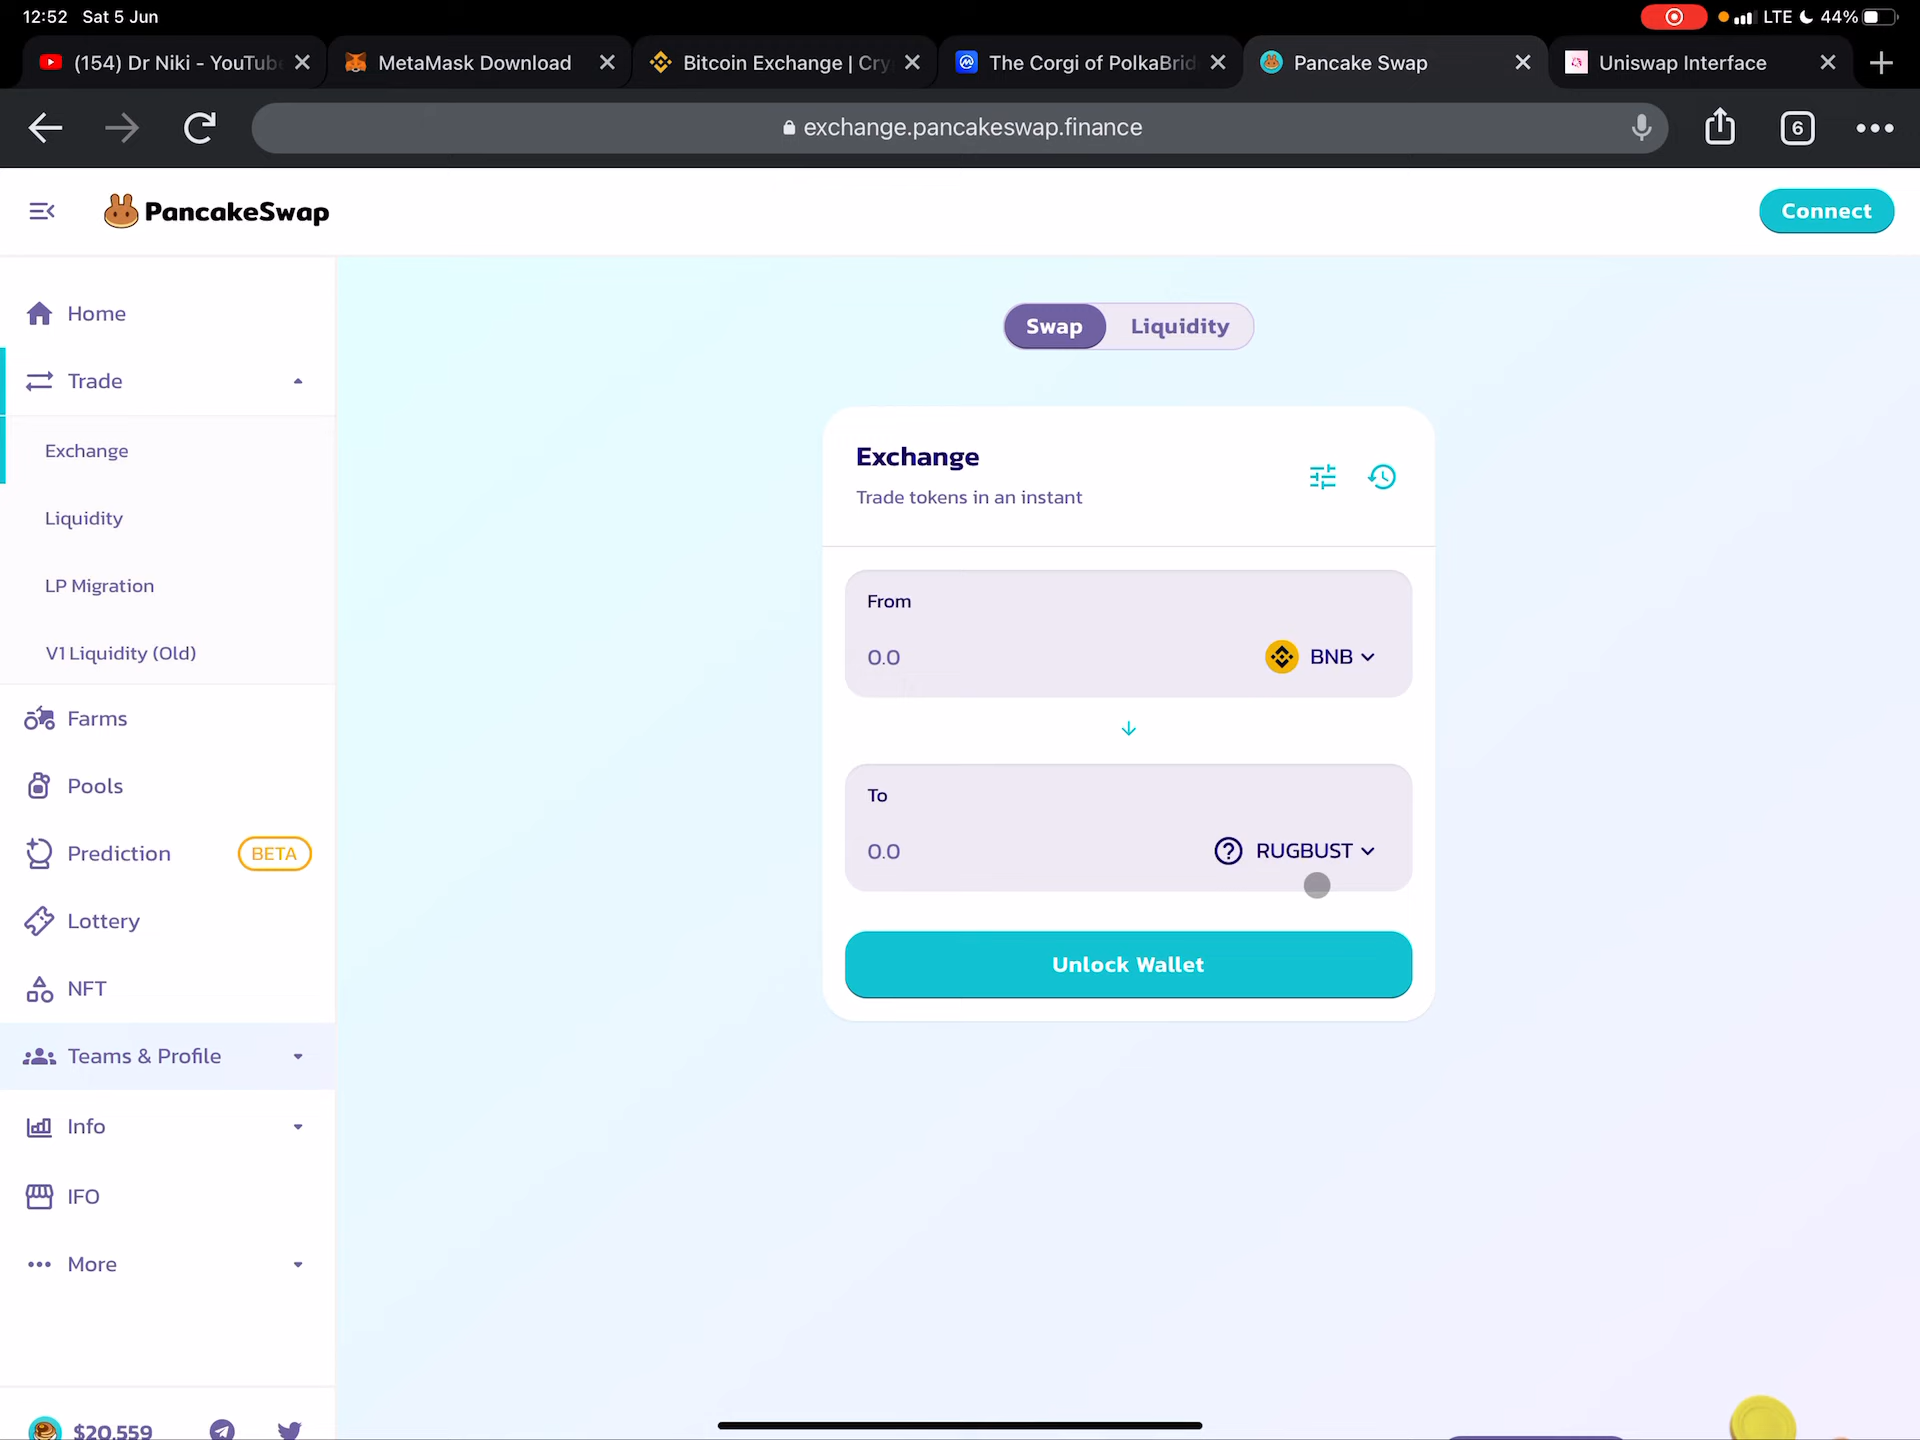 12:52 Sat 5 Jun
LTE 44%
(154) Dr Niki - YouTub
MetaMask Download
Bitcoin Exchange | Cry
The Corgi of PolkaBrid
Pancake Swap
Uniswap Interface
exchange.pancakeswap.finance
6
PancakeSwap
Connect
Home
Trade
Exchange
Liquidity
LP Migration
V1 Liquidity (Old)
Farms
Pools
Prediction BETA
Lottery
NFT
Teams & Profile
Info
IFO
More
$20.559
Swap Liquidity
Exchange
Trade tokens in an instant
From
0.0 BNB
To
0.0 RUGBUST
Unlock Wallet